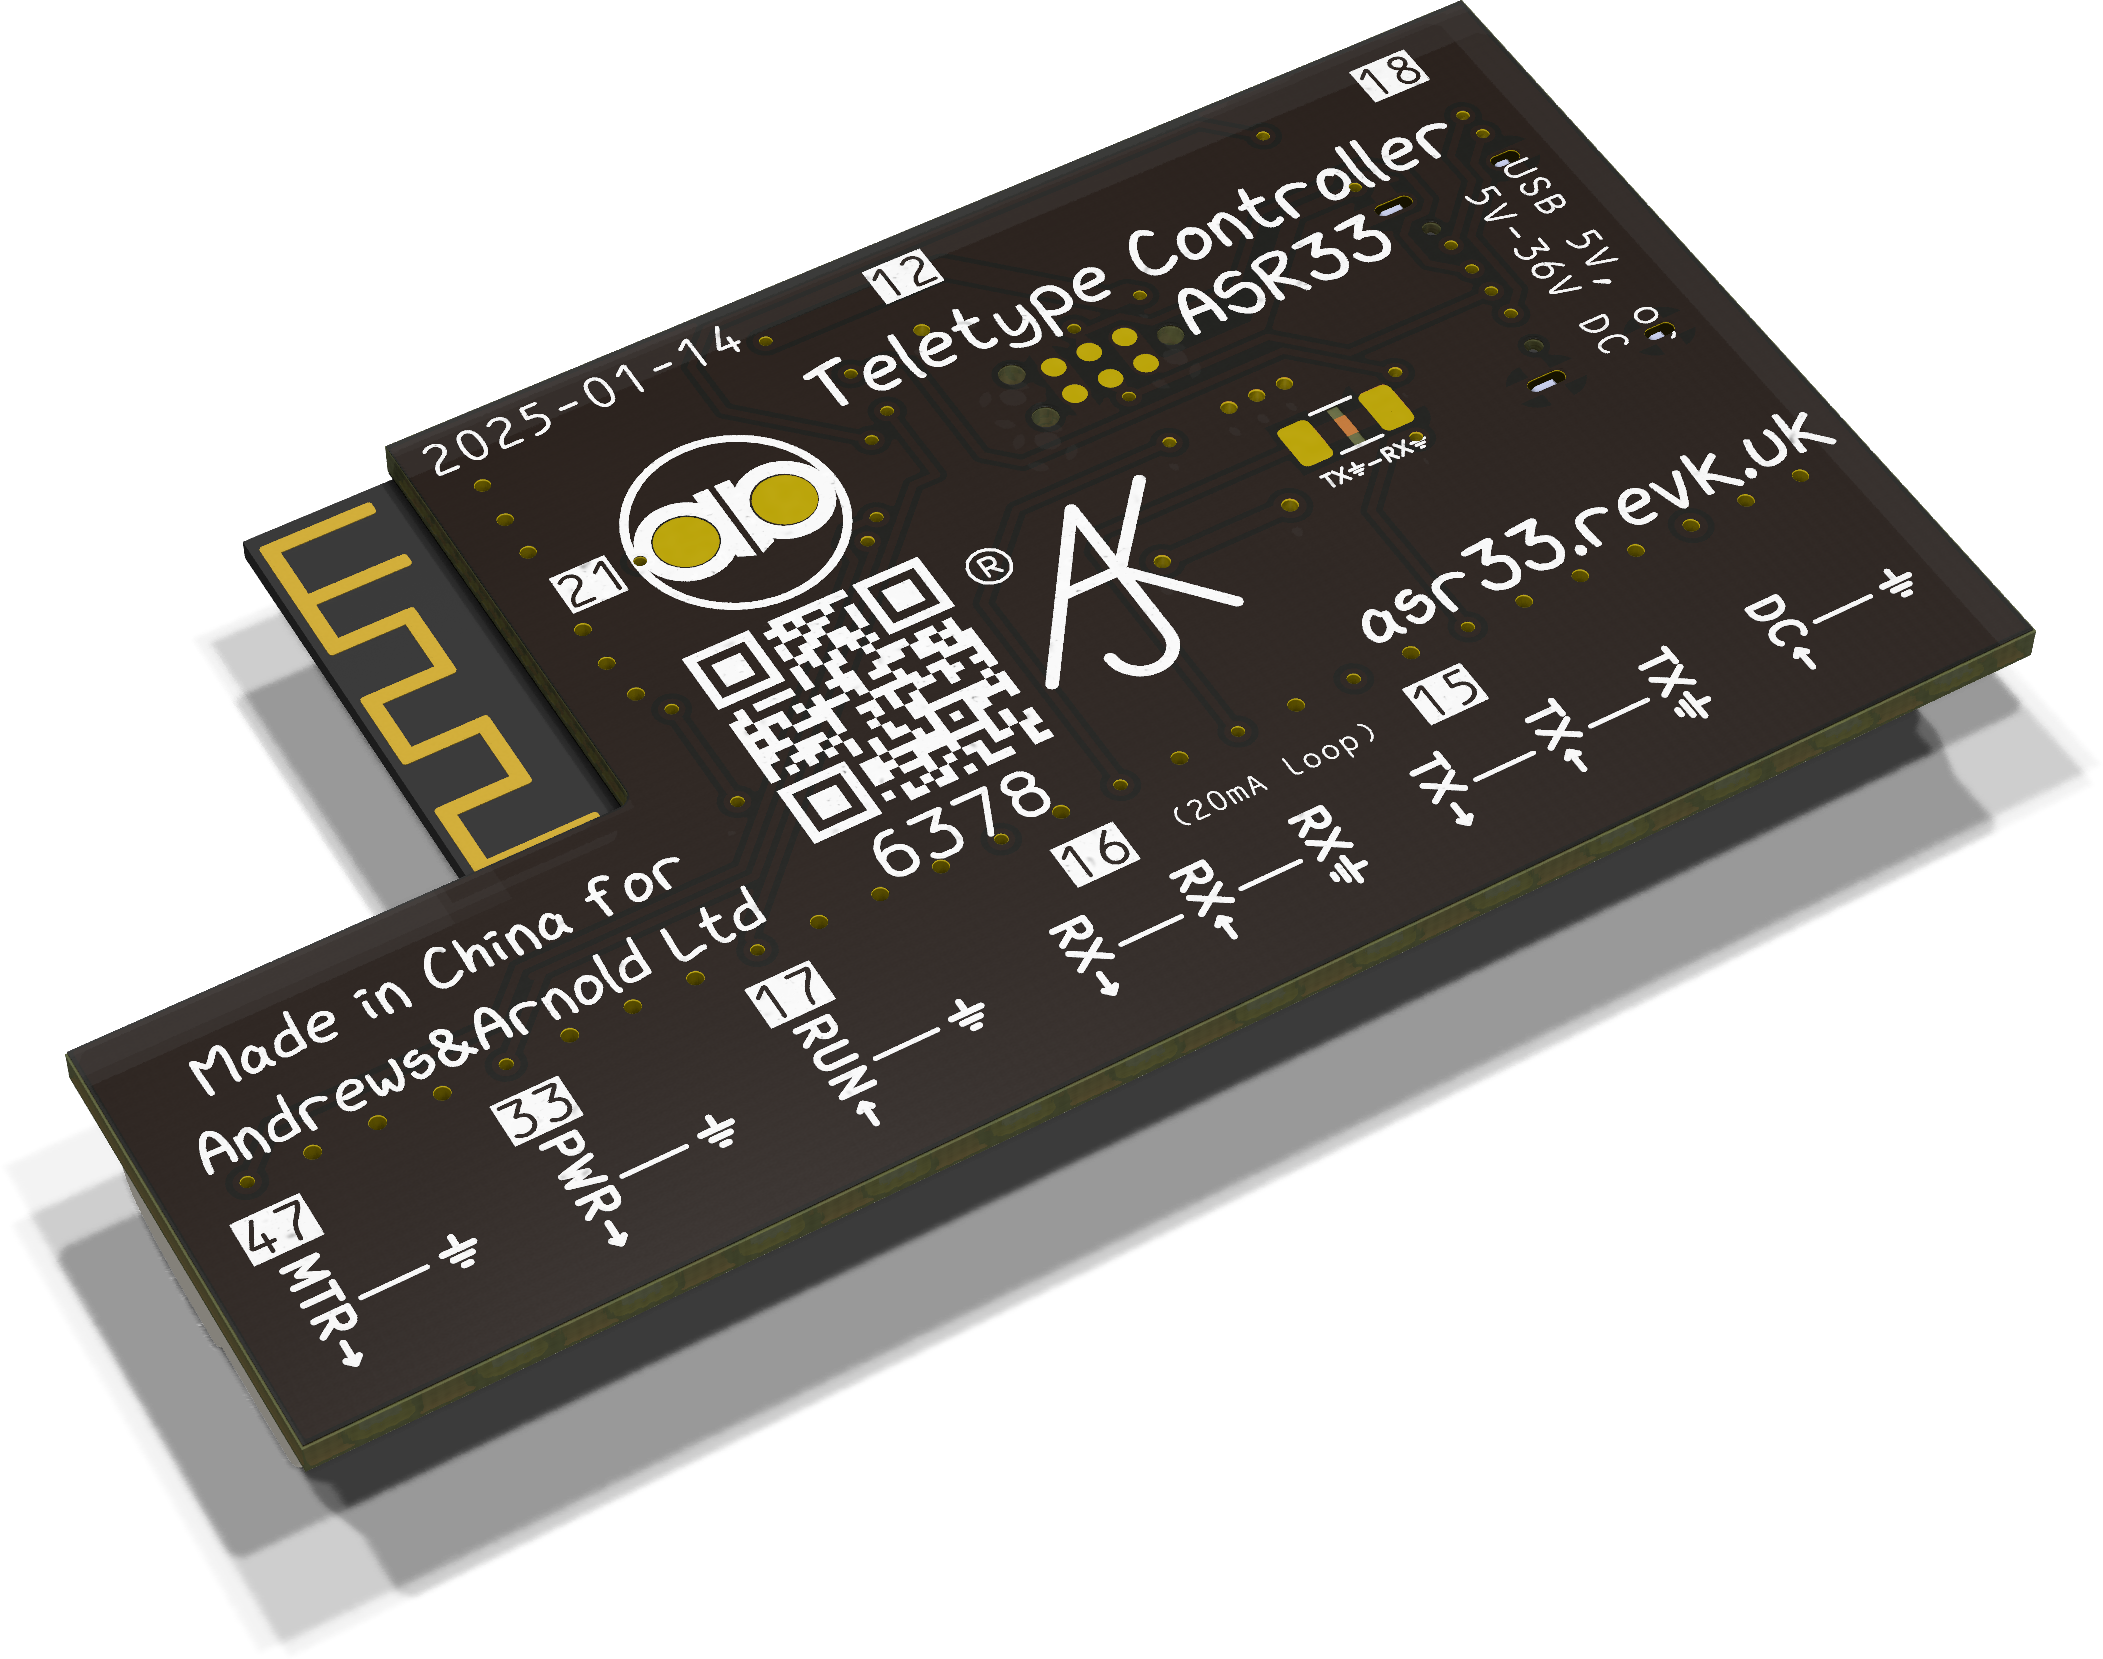 18
Teletype Controller
ASR33
USB 5V, or
5V-36V DC
12
2025-01-14
TX⏚-RX⏚
21
®
AJK
asr33.revk.uk
6378
(20mA Loop)
15
TX→ TX← TX⏚
DC← ⏚
16
RX→ RX← RX⏚
Made in China for
Andrews&Arnold Ltd
17
RUN← ⏚
33
PWR→ ⏚
47
MTR→ ⏚